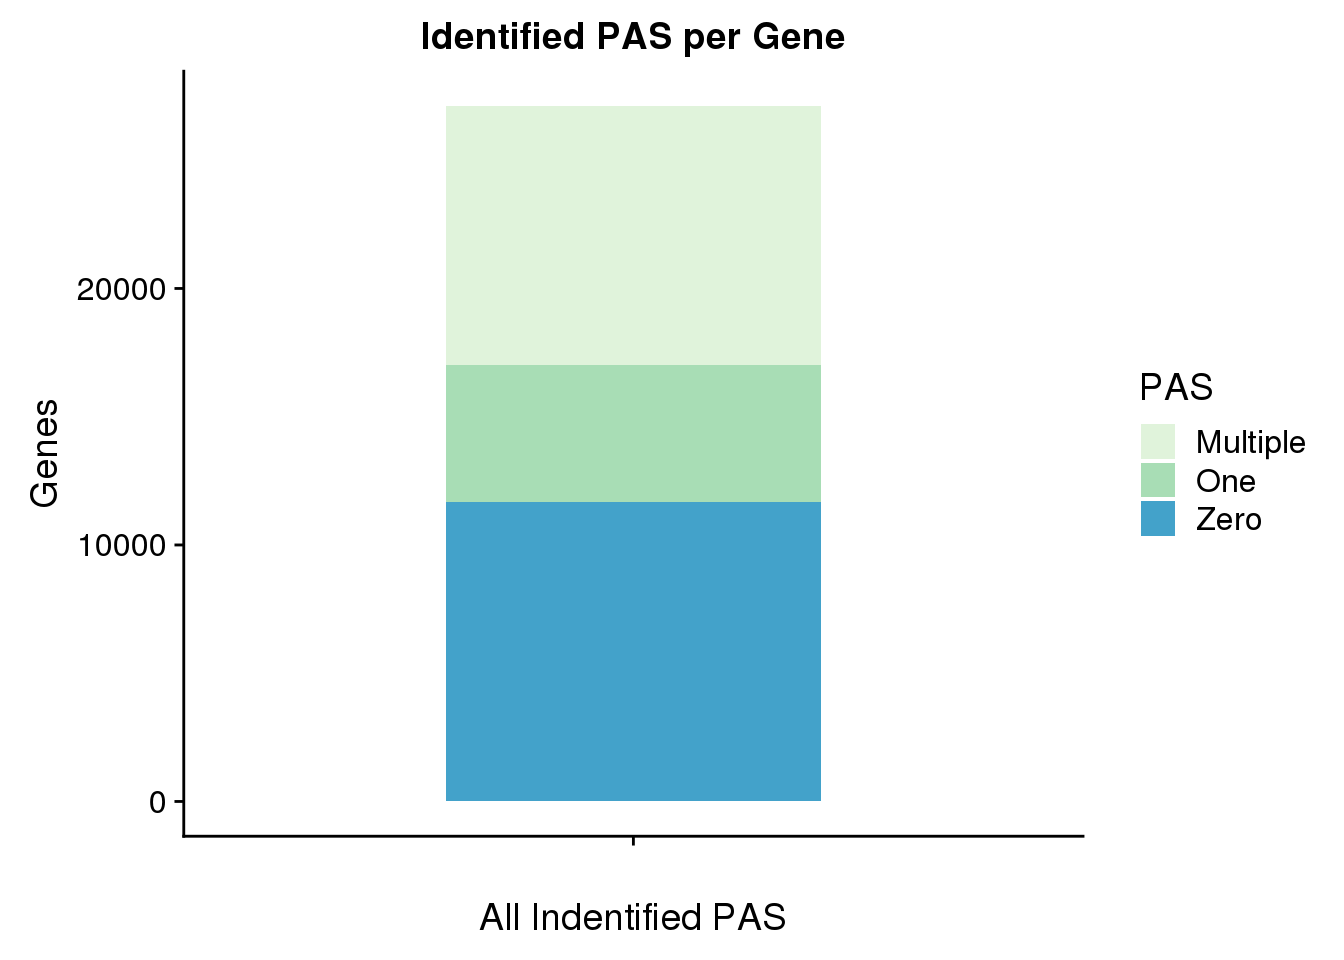 Identified PAS per Gene
20000
10000
0
Genes
All Indentified PAS
PAS
Multiple
One
Zero